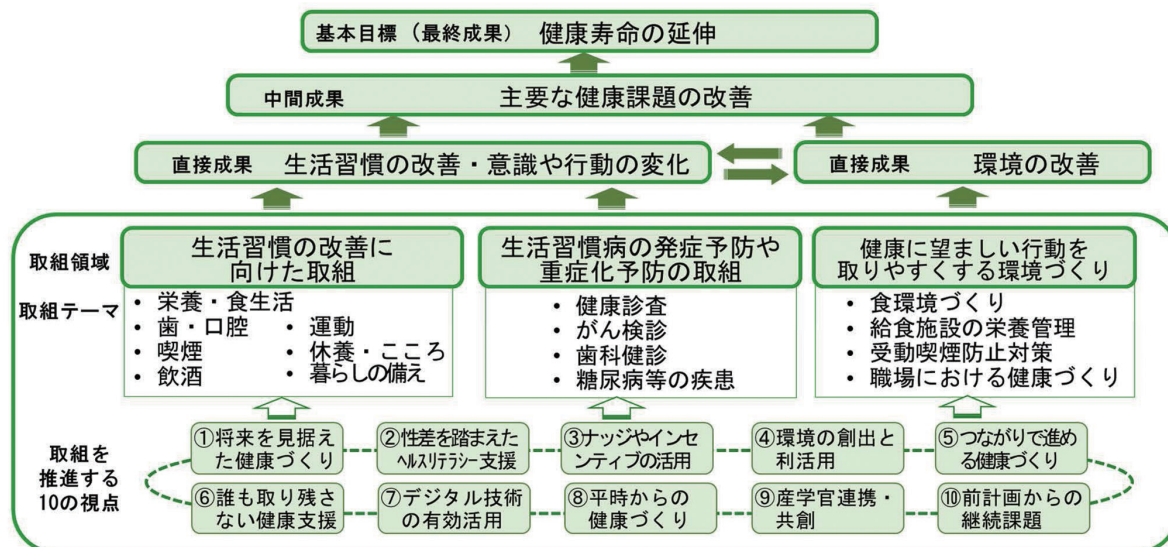 基本目標（最終成果） 健康寿命の延伸
中間成果 主要な健康課題の改善
直接成果 生活習慣の改善・意識や行動の変化
直接成果 環境の改善
取組領域
生活習慣の改善に
向けた取組
生活習慣病の発症予防や
重症化予防の取組
健康に望ましい行動を
取りやすくする環境づくり
取組テーマ
・栄養・食生活
・歯・口腔
・喫煙
・飲酒
・運動
・休養・こころ
・暮らしの備え
・健康診査
・がん検診
・歯科健診
・糖尿病等の疾患
・食環境づくり
・給食施設の栄養管理
・受動喫煙防止対策
・職場における健康づくり
取組を
推進する
10の視点
①将来を見据え
た健康づくり
②性差を踏まえた
ヘルスリテラシー支援
③ナッジやインセ
ンティブの活用
④環境の創出と
利活用
⑤つながりで進め
る健康づくり
⑥誰も取り残さ
ない健康支援
⑦デジタル技術
の有効活用
⑧平時からの
健康づくり
⑨産学官連携・
共創
⑩前計画からの
継続課題